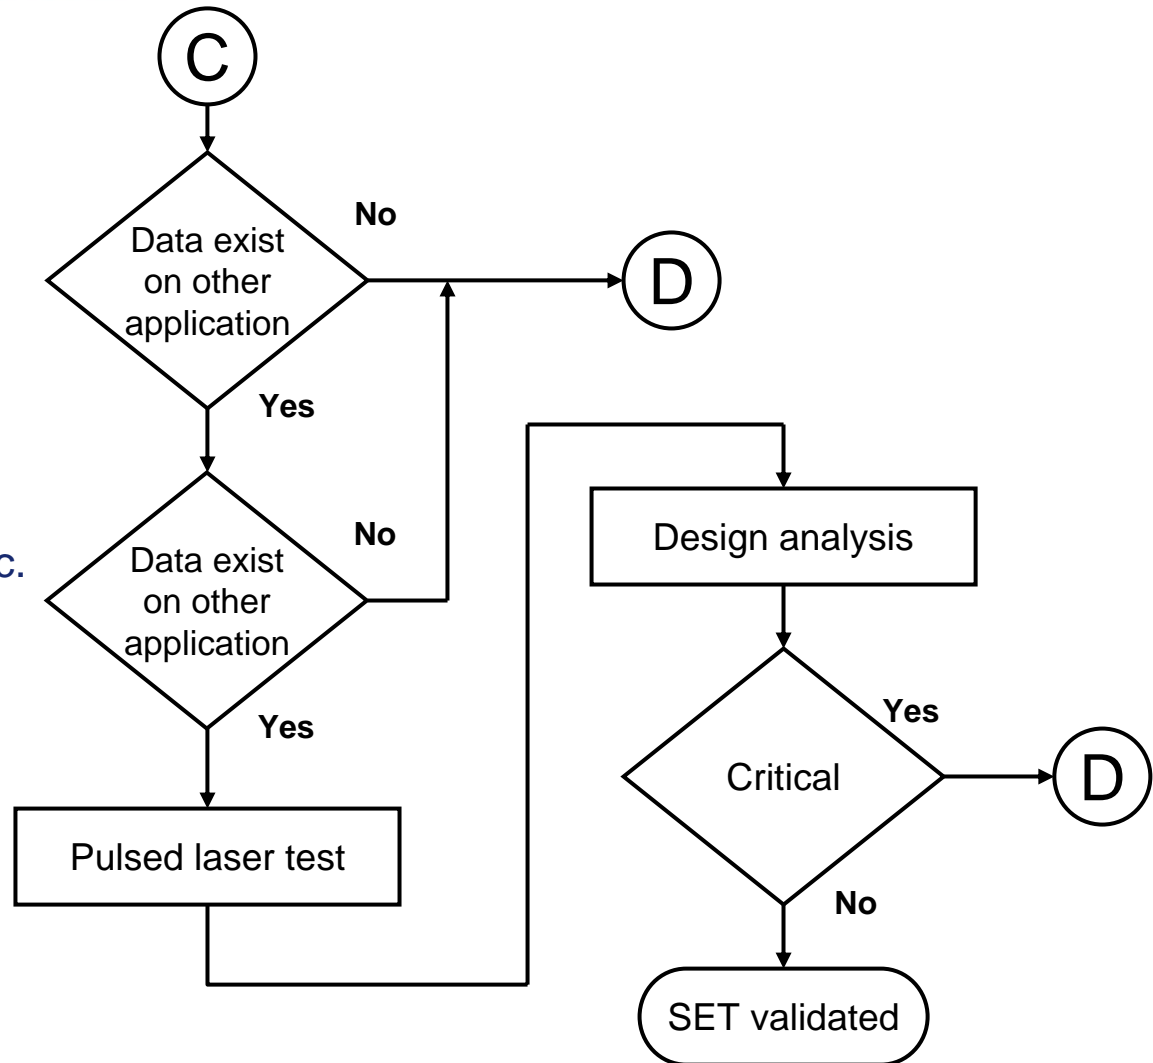 C
Data exist
on other
application
No
D
Yes
c.
Data exist
on other
application
No
Yes
Pulsed laser test
Design analysis
Critical
Yes
D
No
SET validated